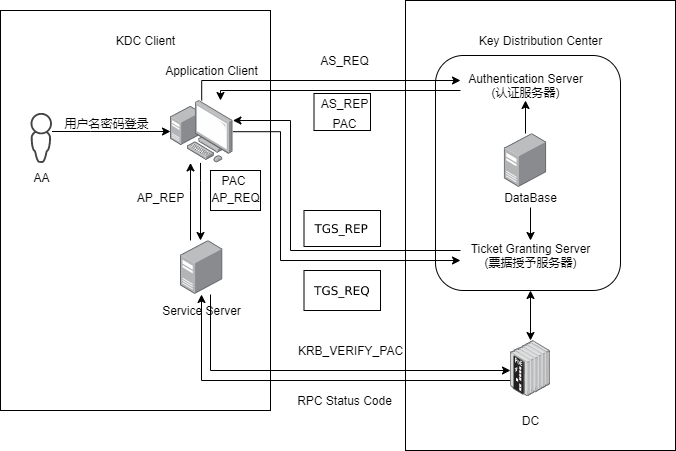 KDC Client
Key Distribution Center
Application Client
AS_REQ
Authentication Server
(认证服务器)
AS_REP
PAC
用户名密码登录
AA
PAC
AP_REP
AP_REQ
DataBase
TGS_REP
Ticket Granting Server
(票据授予服务器)
TGS_REQ
Service Server
KRB_VERIFY_PAC
RPC Status Code
DC